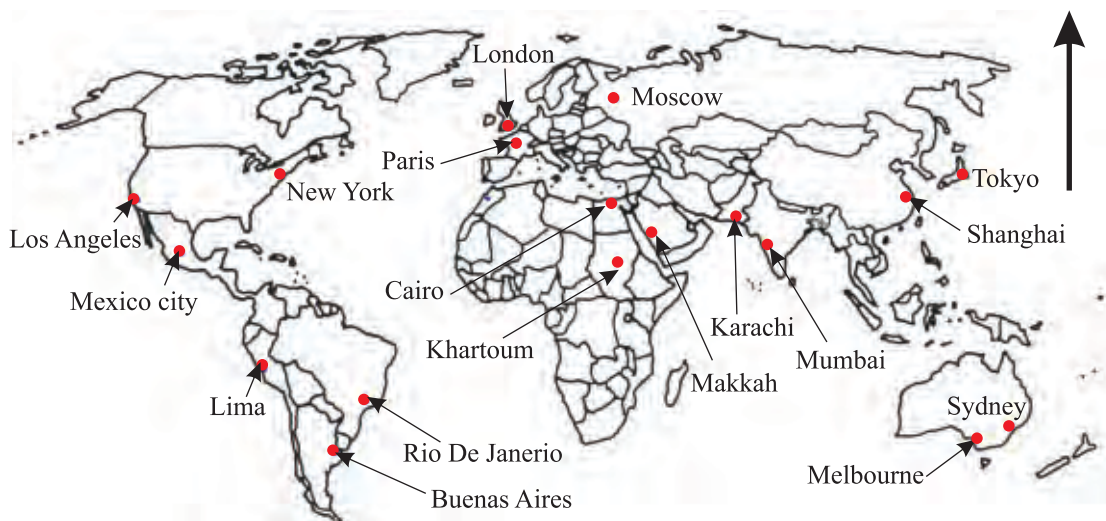 London
Moscow
Paris
New York
Tokyo
Los Angeles
Shanghai
Mexico city
Cairo
Karachi
Khartoum
Mumbai
Makkah
Lima
Sydney
Rio De Janerio
Melbourne
Buenas Aires